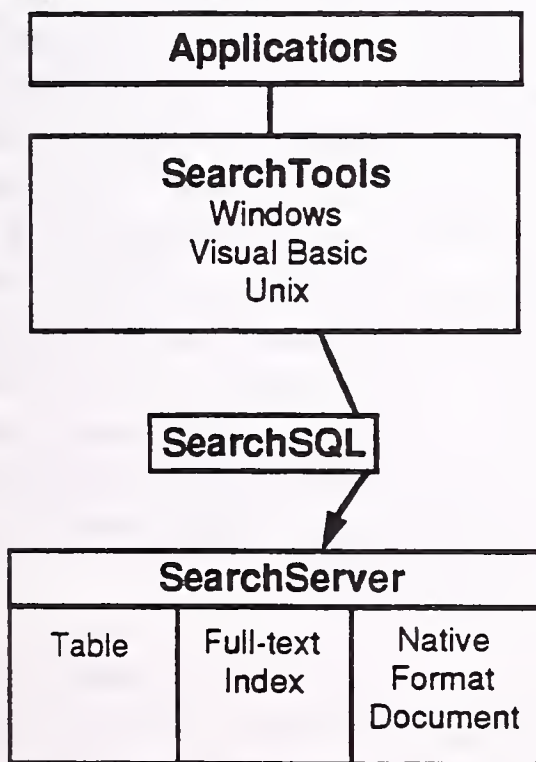 Applications
SearchTools
Windows
Visual Basic
Unix
SearchSQL
SearchServer
Table
Full-text
Index
Native
Format
Document